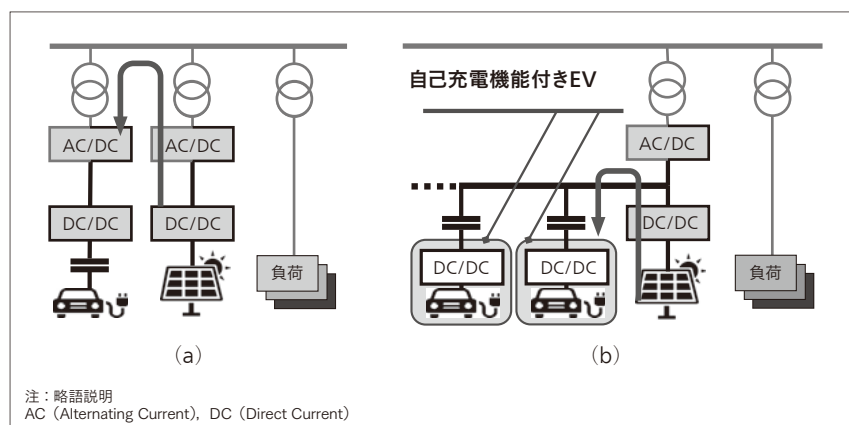 自己充電機能付きEV
AC/DC
AC/DC
AC/DC
DC/DC
DC/DC
DC/DC
DC/DC
DC/DC
負荷
負荷
(a)
(b)
注：略語説明
AC（Alternating Current），DC（Direct Current）